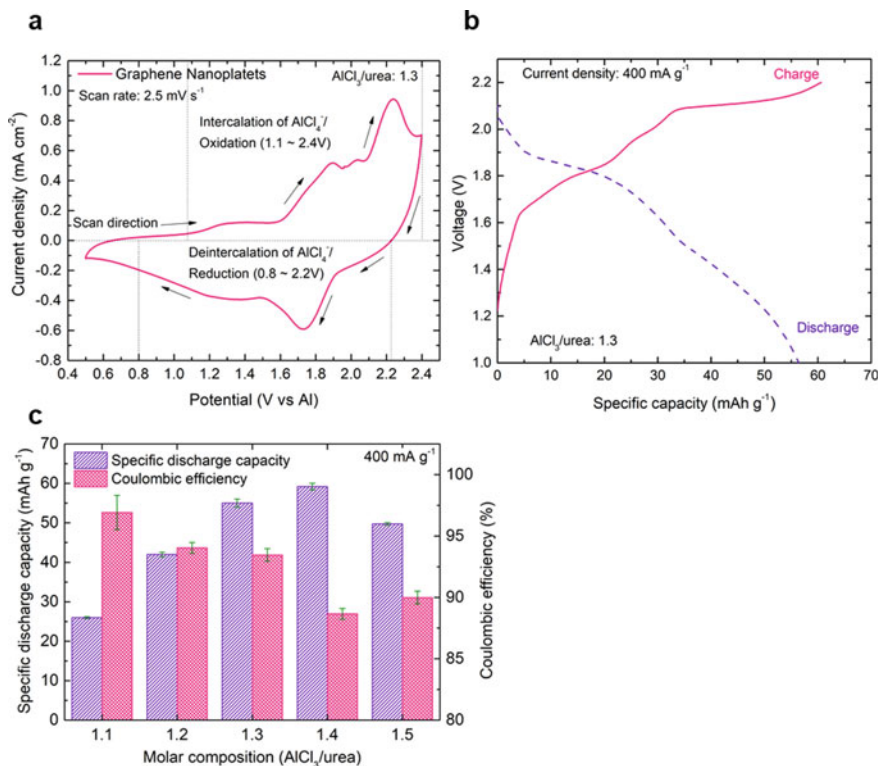 a
Graphene Nanoplatets
AlCl₃/urea: 1.3
Scan rate: 2.5 mV s⁻¹
Intercalation of AlCl₄⁻/
Oxidation (1.1 ~ 2.4V)
Scan direction
Deintercalation of AlCl₄⁻/
Reduction (0.8 ~ 2.2V)
Current density (mA cm⁻²)
1.2
1.0
0.8
0.6
0.4
0.2
0.0
-0.2
-0.4
-0.6
-0.8
0.4 0.6 0.8 1.0 1.2 1.4 1.6 1.8 2.0 2.2 2.4
Potential (V vs Al)
b
Current density: 400 mA g⁻¹
Charge
Discharge
AlCl₃/urea: 1.3
Voltage (V)
2.2
2.0
1.8
1.6
1.4
1.2
1.0
0 10 20 30 40 50 60 70
Specific capacity (mAh g⁻¹)
c
Specific discharge capacity
400 mA g⁻¹
Coulombic efficiency
Specific discharge capacity (mAh g⁻¹)
70
60
50
40
30
20
10
0
100
95
90
85
80
Coulombic efficiency (%)
1.1 1.2 1.3 1.4 1.5
Molar composition (AlCl₃/urea)